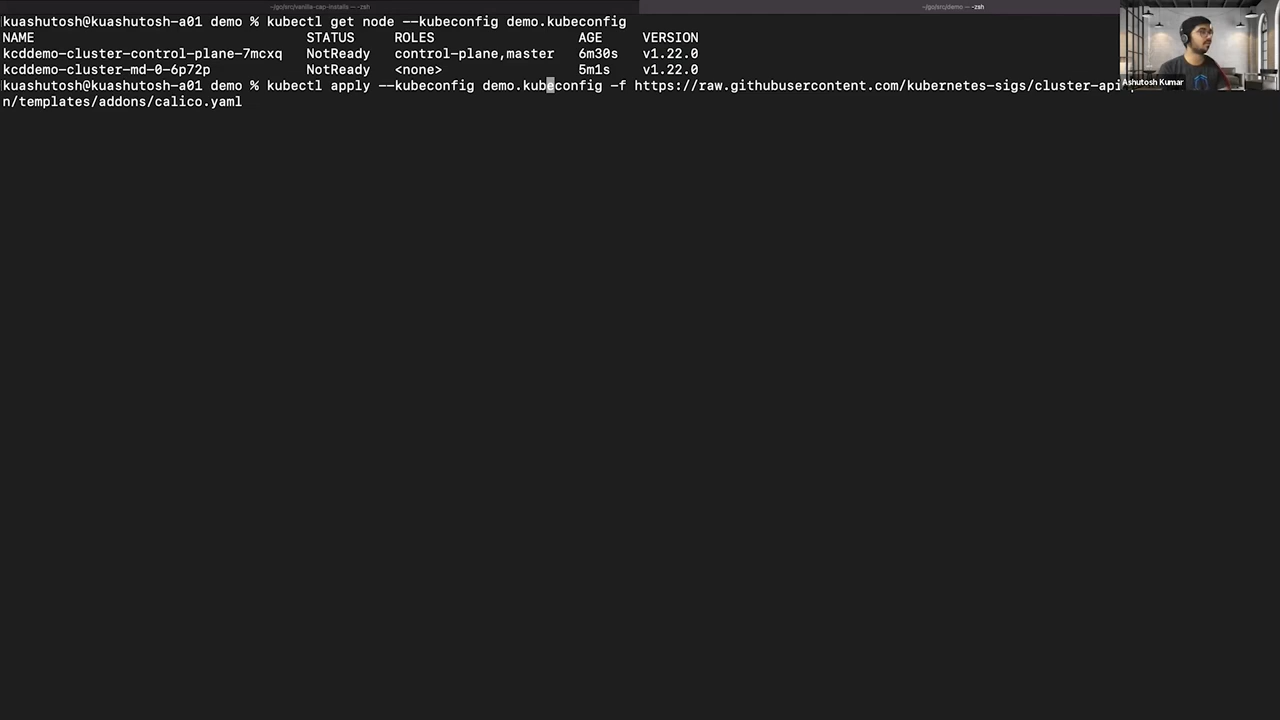 ~/go/src/vanilla-cap-installs — -zsh
~/go/src/demo — -zsh
kuashutosh@kuashutosh-a01 demo % kubectl get node --kubeconfig demo.kubeconfig
NAME STATUS ROLES AGE VERSION
kcddemo-cluster-control-plane-7mcxq NotReady control-plane,master 6m30s v1.22.0
kcddemo-cluster-md-0-6p72p NotReady <none> 5m1s v1.22.0
kuashutosh@kuashutosh-a01 demo % kubectl apply --kubeconfig demo.kubeconfig -f https://raw.githubusercontent.com/kubernetes-sigs/cluster-api
n/templates/addons/calico.yaml
Ashutosh Kumar